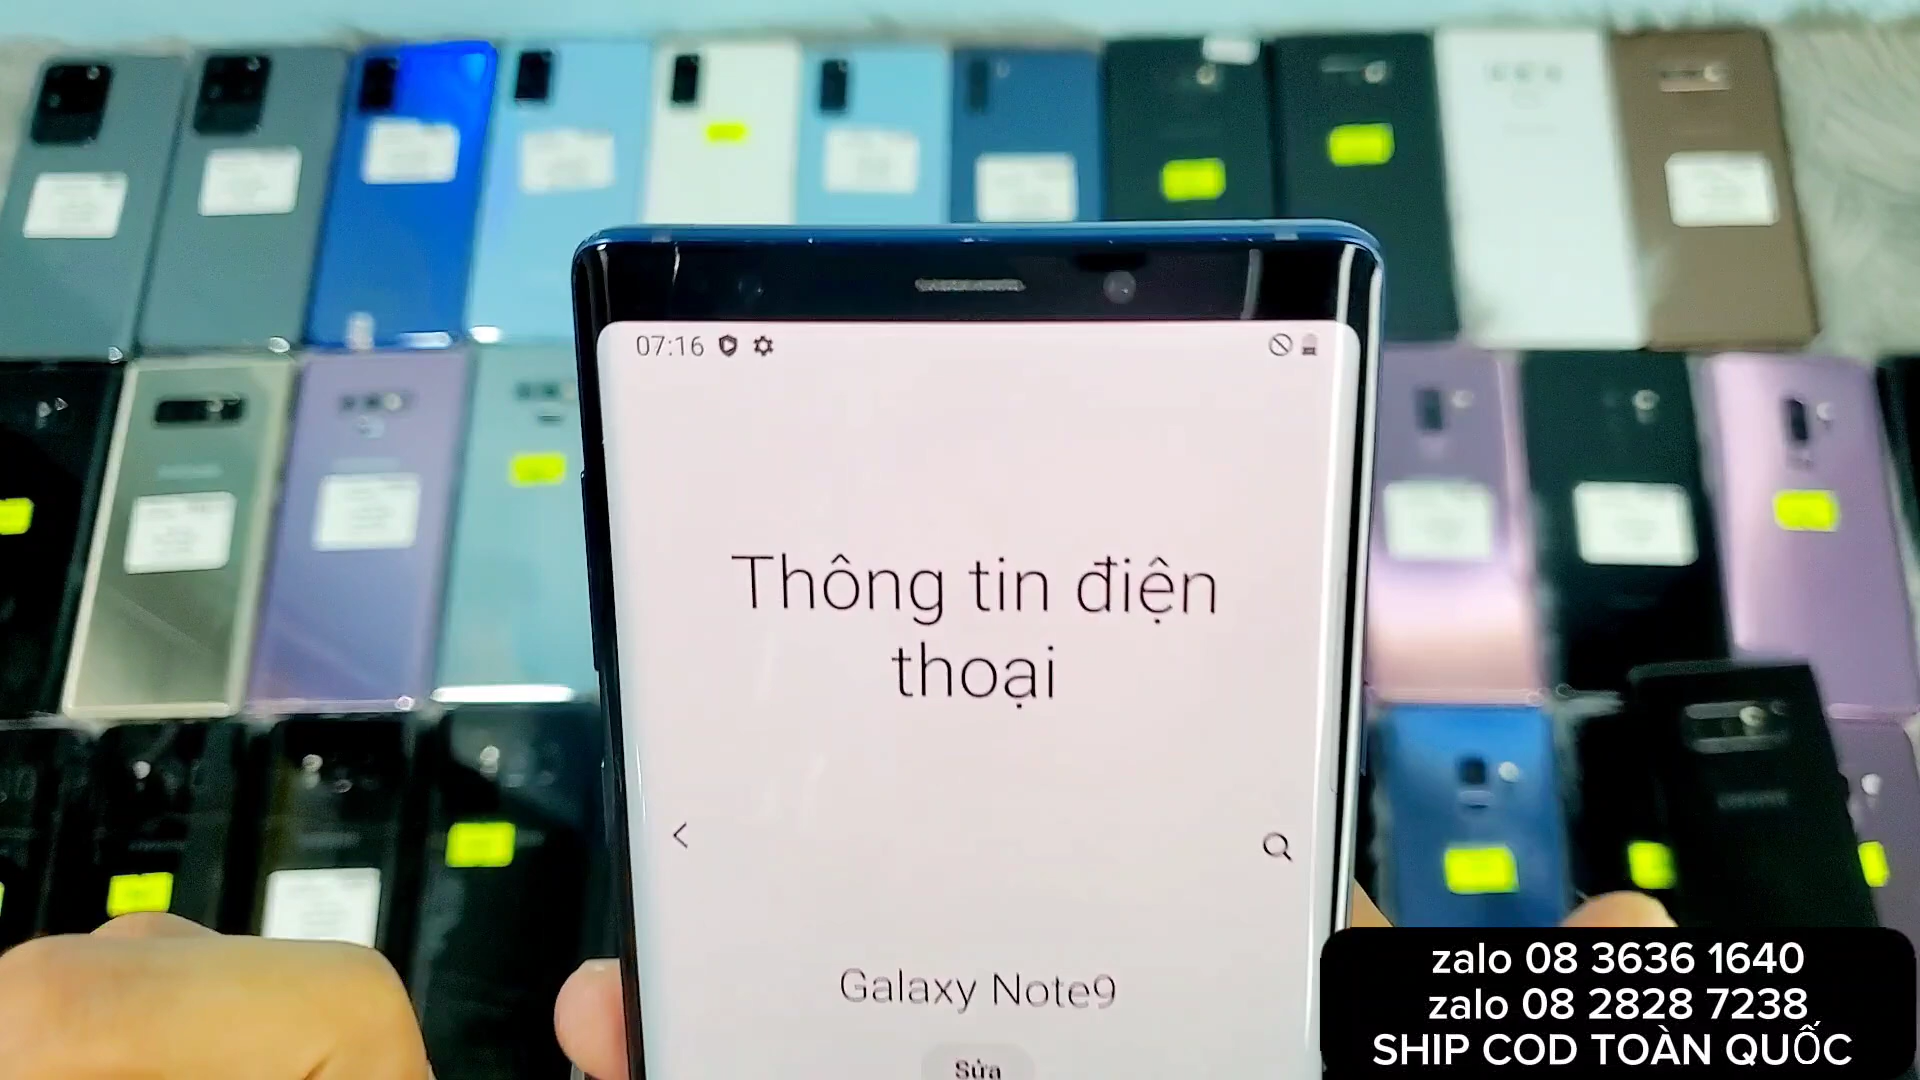 07:16
Thông tin điện
thoại
Galaxy Note9
Sửa
zalo 08 3636 1640
zalo 08 2828 7238
SHIP COD TOÀN QUỐC